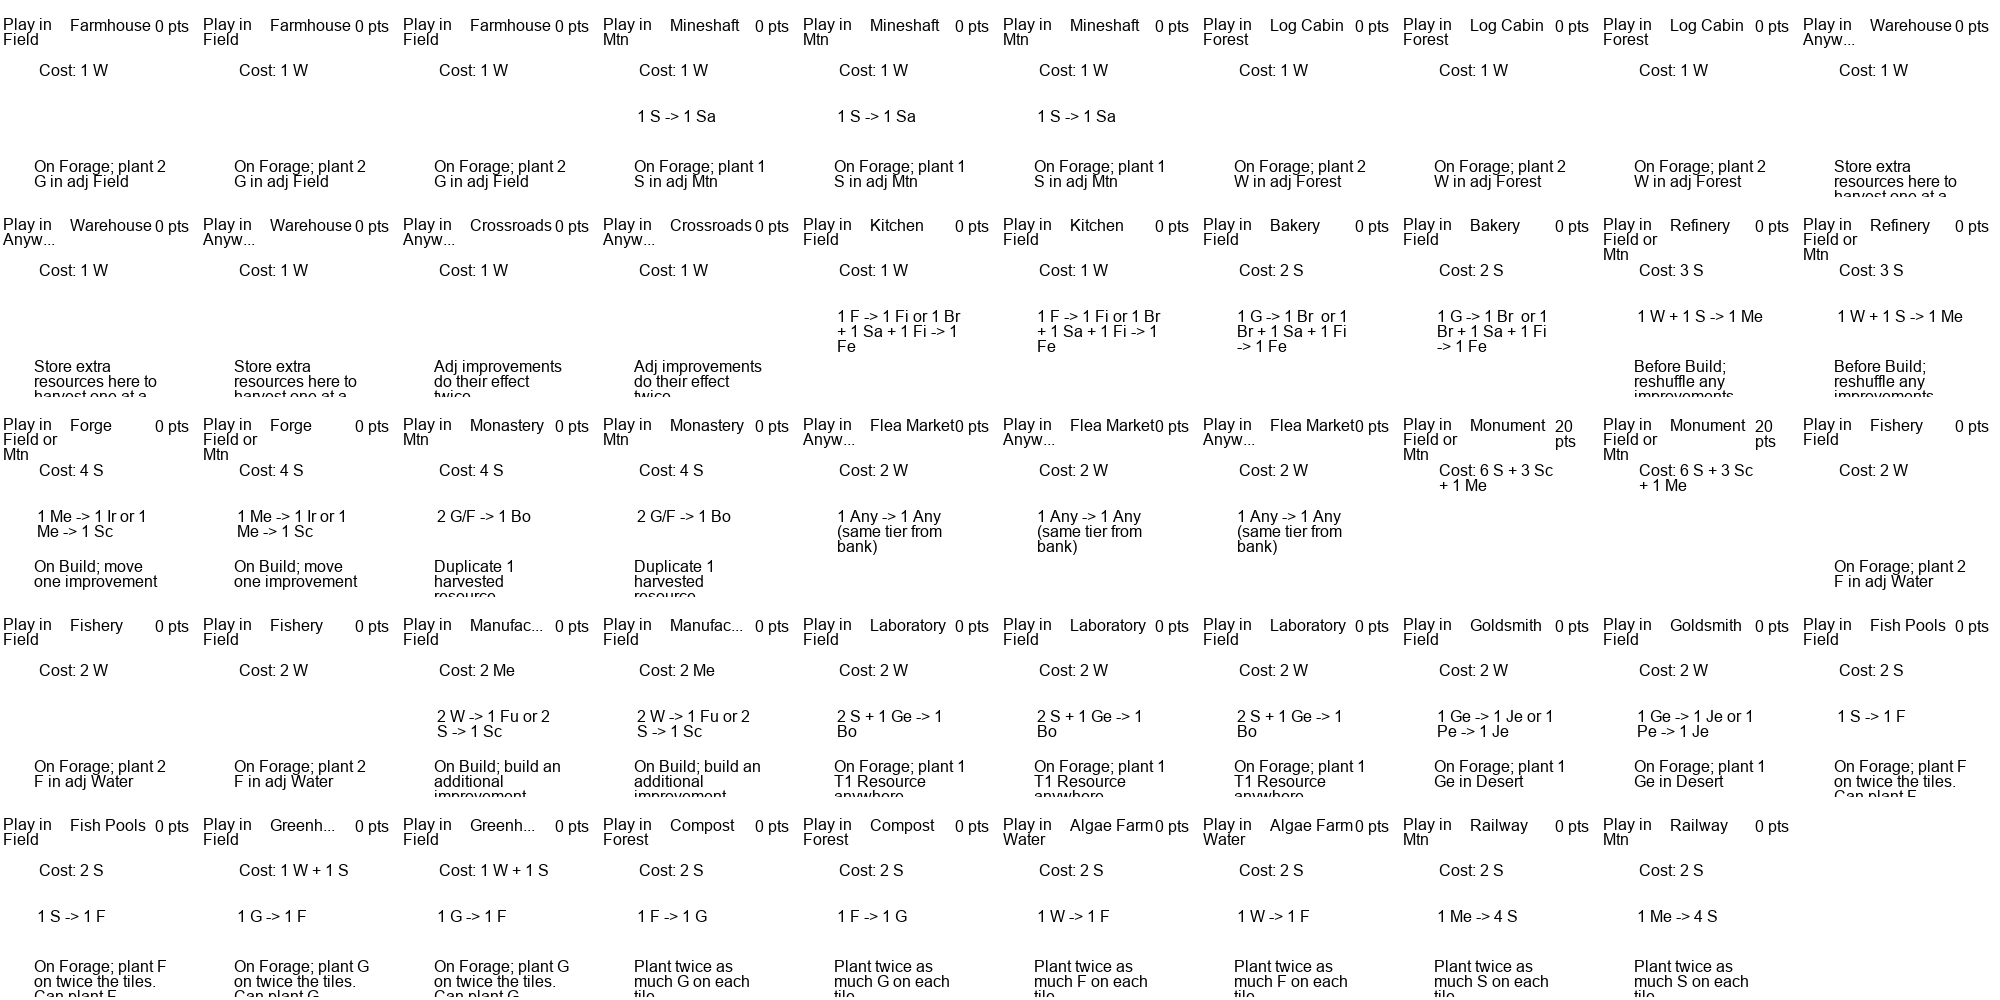 Play in
Field
Farmhouse
0 pts
Cost: 1 W
On Forage; plant 2
G in adj Field
Play in
Field
Farmhouse
0 pts
Cost: 1 W
On Forage; plant 2
G in adj Field
Play in
Field
Farmhouse
0 pts
Cost: 1 W
On Forage; plant 2
G in adj Field
Play in
Mtn
Mineshaft
0 pts
Cost: 1 W
1 S -> 1 Sa
On Forage; plant 1
S in adj Mtn
Play in
Mtn
Mineshaft
0 pts
Cost: 1 W
1 S -> 1 Sa
On Forage; plant 1
S in adj Mtn
Play in
Mtn
Mineshaft
0 pts
Cost: 1 W
1 S -> 1 Sa
On Forage; plant 1
S in adj Mtn
Play in
Forest
Log Cabin
0 pts
Cost: 1 W
On Forage; plant 2
W in adj Forest
Play in
Forest
Log Cabin
0 pts
Cost: 1 W
On Forage; plant 2
W in adj Forest
Play in
Forest
Log Cabin
0 pts
Cost: 1 W
On Forage; plant 2
W in adj Forest
Play in
Anyw...
Warehouse
0 pts
Cost: 1 W
Store extra
resources here to
harvest one at a
Play in
Anyw...
Warehouse
0 pts
Cost: 1 W
Store extra
resources here to
harvest one at a
Play in
Anyw...
Warehouse
0 pts
Cost: 1 W
Store extra
resources here to
harvest one at a
Play in
Anyw...
Crossroads
0 pts
Cost: 1 W
Adj improvements
do their effect
twice
Play in
Anyw...
Crossroads
0 pts
Cost: 1 W
Adj improvements
do their effect
twice
Play in
Field
Kitchen
0 pts
Cost: 1 W
1 F -> 1 Fi or 1 Br
+ 1 Sa + 1 Fi -> 1
Fe
Play in
Field
Kitchen
0 pts
Cost: 1 W
1 F -> 1 Fi or 1 Br
+ 1 Sa + 1 Fi -> 1
Fe
Play in
Field
Bakery
0 pts
Cost: 2 S
1 G -> 1 Br or 1
Br + 1 Sa + 1 Fi
-> 1 Fe
Play in
Field
Bakery
0 pts
Cost: 2 S
1 G -> 1 Br or 1
Br + 1 Sa + 1 Fi
-> 1 Fe
Play in
Field or
Mtn
Refinery
0 pts
Cost: 3 S
1 W + 1 S -> 1 Me
Before Build;
reshuffle any
improvements
Play in
Field or
Mtn
Refinery
0 pts
Cost: 3 S
1 W + 1 S -> 1 Me
Before Build;
reshuffle any
improvements
Play in
Field or
Mtn
Forge
0 pts
Cost: 4 S
1 Me -> 1 Ir or 1
Me -> 1 Sc
On Build; move
one improvement
Play in
Field or
Mtn
Forge
0 pts
Cost: 4 S
1 Me -> 1 Ir or 1
Me -> 1 Sc
On Build; move
one improvement
Play in
Mtn
Monastery
0 pts
Cost: 4 S
2 G/F -> 1 Bo
Duplicate 1
harvested
resource
Play in
Mtn
Monastery
0 pts
Cost: 4 S
2 G/F -> 1 Bo
Duplicate 1
harvested
resource
Play in
Anyw...
Flea Market
0 pts
Cost: 2 W
1 Any -> 1 Any
(same tier from
bank)
Play in
Anyw...
Flea Market
0 pts
Cost: 2 W
1 Any -> 1 Any
(same tier from
bank)
Play in
Anyw...
Flea Market
0 pts
Cost: 2 W
1 Any -> 1 Any
(same tier from
bank)
Play in
Field or
Mtn
Monument
20
pts
Cost: 6 S + 3 Sc
+ 1 Me
Play in
Field or
Mtn
Monument
20
pts
Cost: 6 S + 3 Sc
+ 1 Me
Play in
Field
Fishery
0 pts
Cost: 2 W
On Forage; plant 2
F in adj Water
Play in
Field
Fishery
0 pts
Cost: 2 W
On Forage; plant 2
F in adj Water
Play in
Field
Fishery
0 pts
Cost: 2 W
On Forage; plant 2
F in adj Water
Play in
Field
Manufac...
0 pts
Cost: 2 Me
2 W -> 1 Fu or 2
S -> 1 Sc
On Build; build an
additional
improvement
Play in
Field
Manufac...
0 pts
Cost: 2 Me
2 W -> 1 Fu or 2
S -> 1 Sc
On Build; build an
additional
improvement
Play in
Field
Laboratory
0 pts
Cost: 2 W
2 S + 1 Ge -> 1
Bo
On Forage; plant 1
T1 Resource
anywhere
Play in
Field
Laboratory
0 pts
Cost: 2 W
2 S + 1 Ge -> 1
Bo
On Forage; plant 1
T1 Resource
anywhere
Play in
Field
Laboratory
0 pts
Cost: 2 W
2 S + 1 Ge -> 1
Bo
On Forage; plant 1
T1 Resource
anywhere
Play in
Field
Goldsmith
0 pts
Cost: 2 W
1 Ge -> 1 Je or 1
Pe -> 1 Je
On Forage; plant 1
Ge in Desert
Play in
Field
Goldsmith
0 pts
Cost: 2 W
1 Ge -> 1 Je or 1
Pe -> 1 Je
On Forage; plant 1
Ge in Desert
Play in
Field
Fish Pools
0 pts
Cost: 2 S
1 S -> 1 F
On Forage; plant F
on twice the tiles.
Can plant F
Play in
Field
Fish Pools
0 pts
Cost: 2 S
1 S -> 1 F
On Forage; plant F
on twice the tiles.
Can plant F
Play in
Field
Greenh...
0 pts
Cost: 1 W + 1 S
1 G -> 1 F
On Forage; plant G
on twice the tiles.
Can plant G
Play in
Field
Greenh...
0 pts
Cost: 1 W + 1 S
1 G -> 1 F
On Forage; plant G
on twice the tiles.
Can plant G
Play in
Forest
Compost
0 pts
Cost: 2 S
1 F -> 1 G
Plant twice as
much G on each
tile
Play in
Forest
Compost
0 pts
Cost: 2 S
1 F -> 1 G
Plant twice as
much G on each
tile
Play in
Water
Algae Farm
0 pts
Cost: 2 S
1 W -> 1 F
Plant twice as
much F on each
tile
Play in
Water
Algae Farm
0 pts
Cost: 2 S
1 W -> 1 F
Plant twice as
much F on each
tile
Play in
Mtn
Railway
0 pts
Cost: 2 S
1 Me -> 4 S
Plant twice as
much S on each
tile
Play in
Mtn
Railway
0 pts
Cost: 2 S
1 Me -> 4 S
Plant twice as
much S on each
tile